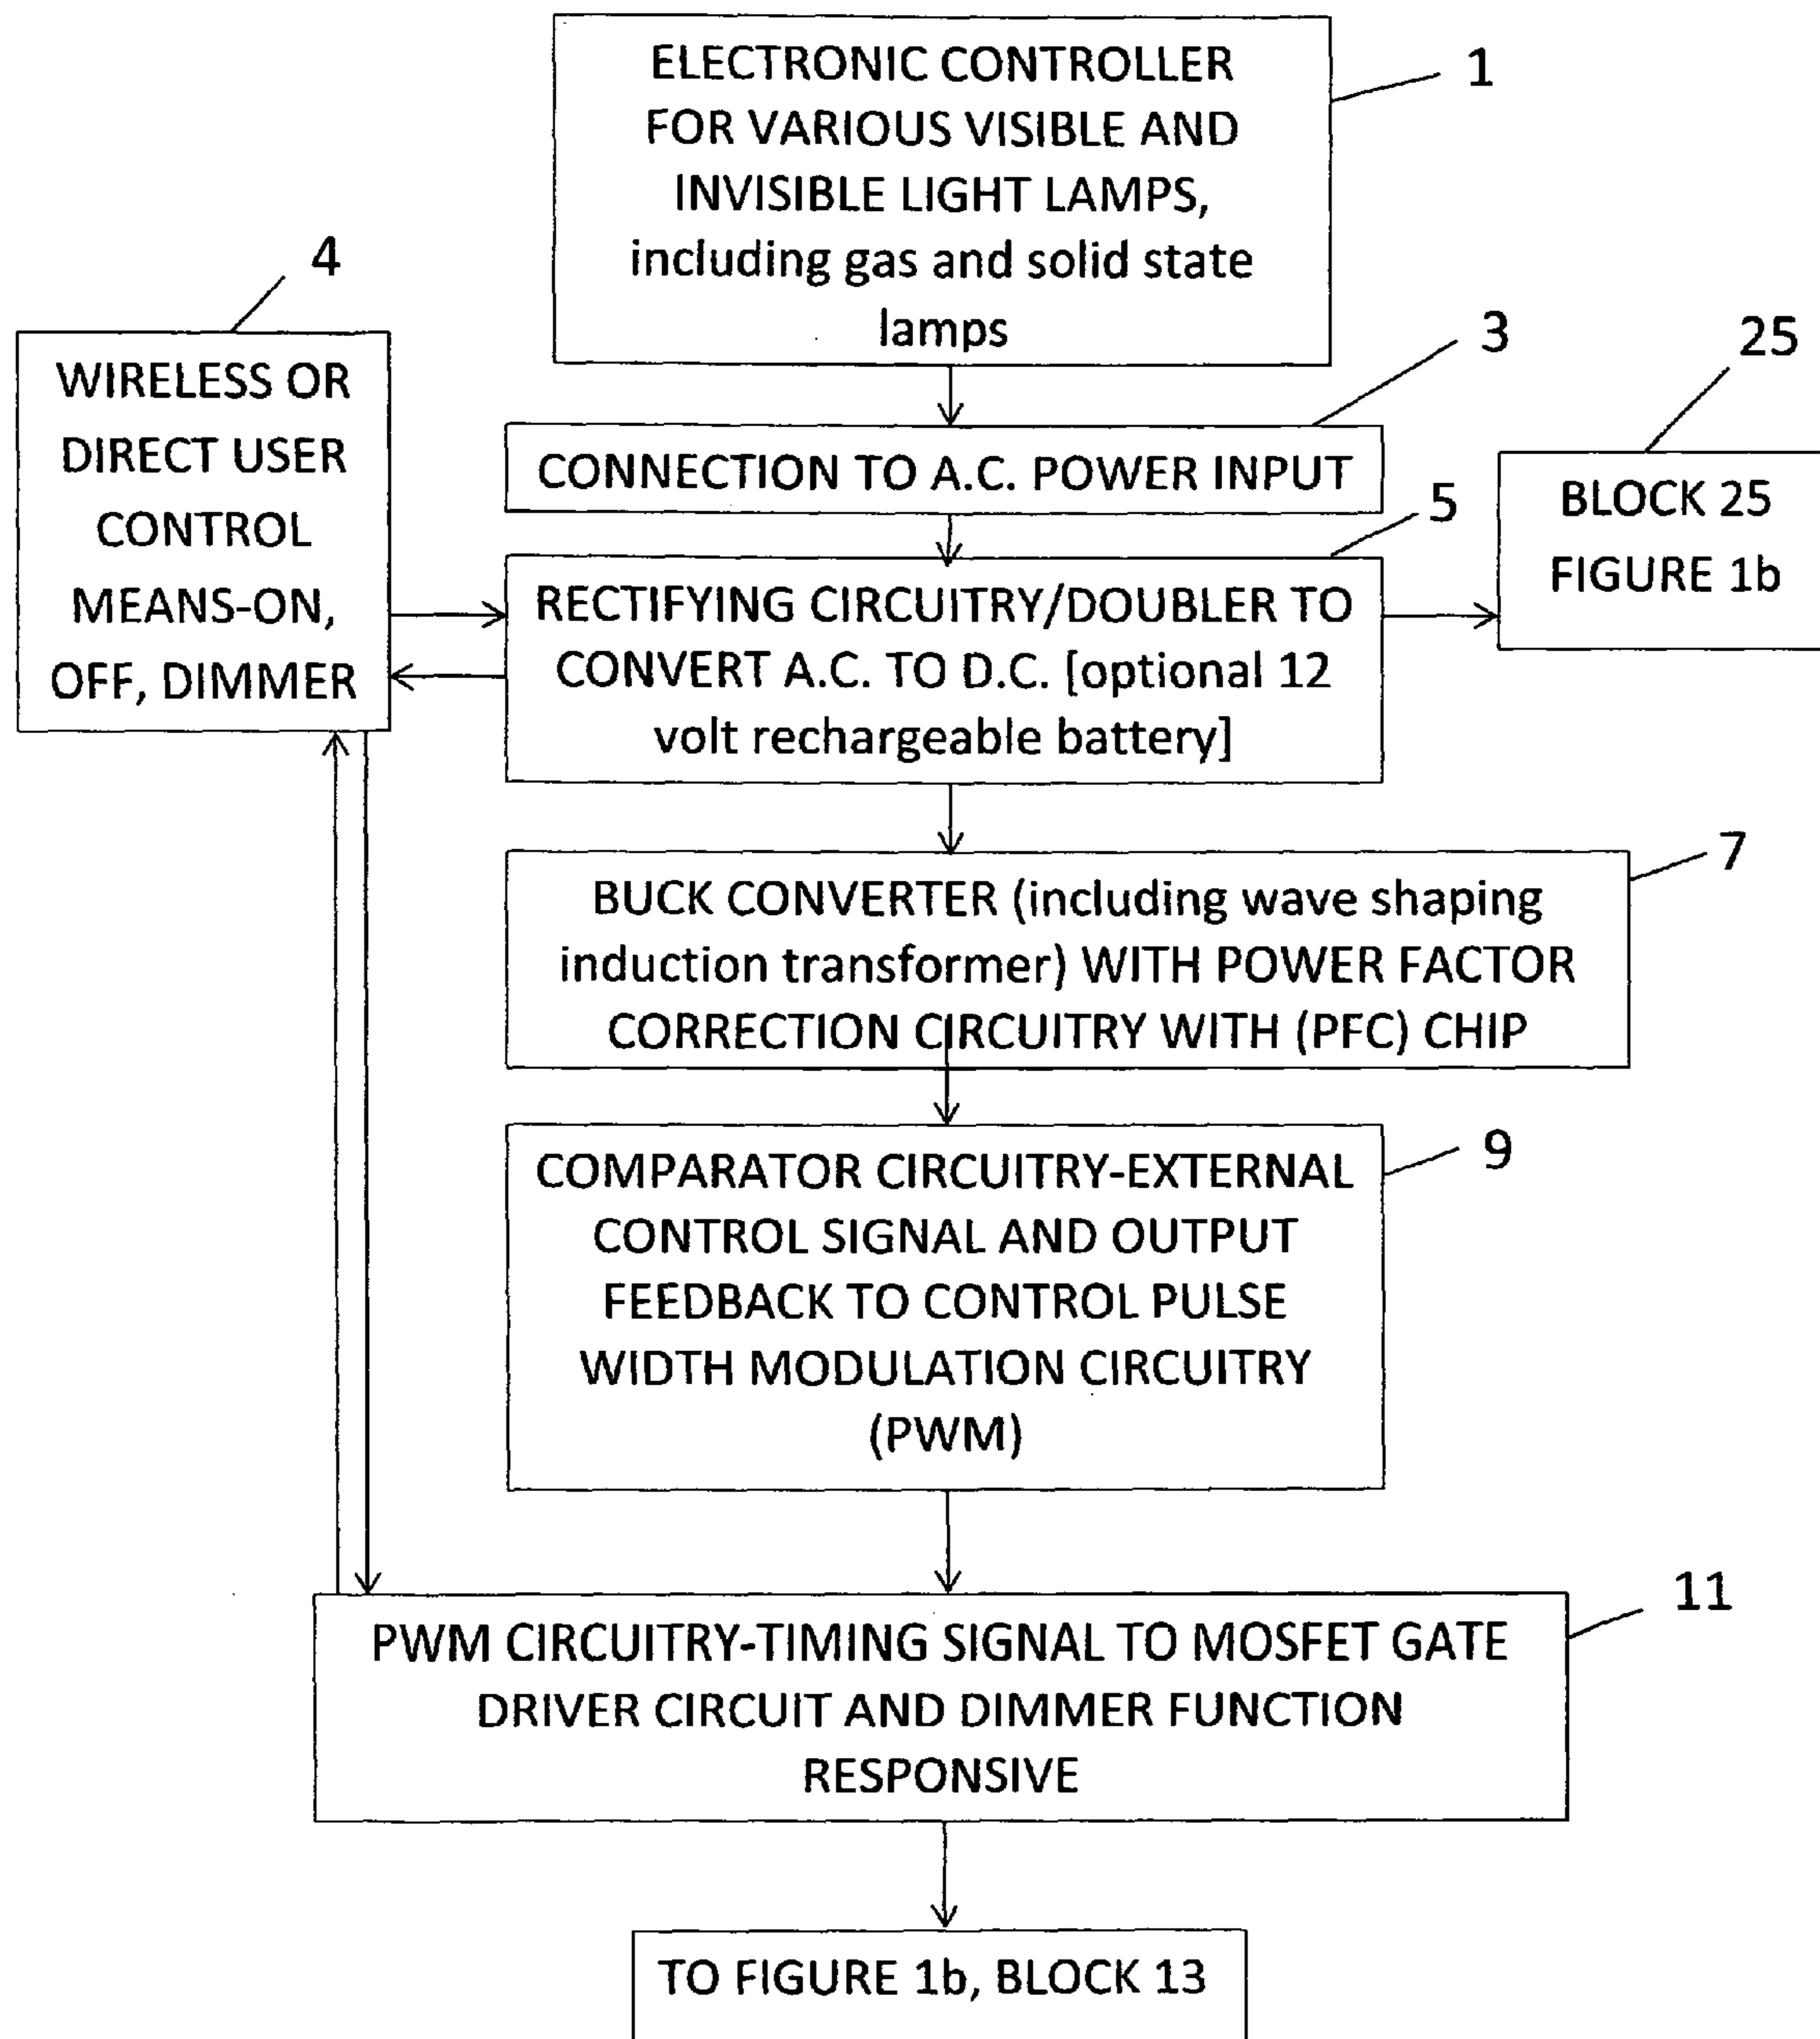 ELECTRONIC CONTROLLER
FOR VARIOUS VISIBLE AND
INVISIBLE LIGHT LAMPS,
including gas and solid state
lamps
1
4
WIRELESS OR
DIRECT USER
CONTROL
MEANS-ON,
OFF, DIMMER
3
CONNECTION TO A.C. POWER INPUT
25
BLOCK 25
FIGURE 1b
5
RECTIFYING CIRCUITRY/DOUBLER TO
CONVERT A.C. TO D.C. [optional 12
volt rechargeable battery]
7
BUCK CONVERTER (including wave shaping
induction transformer) WITH POWER FACTOR
CORRECTION CIRCUITRY WITH (PFC) CHIP
9
COMPARATOR CIRCUITRY-EXTERNAL
CONTROL SIGNAL AND OUTPUT
FEEDBACK TO CONTROL PULSE
WIDTH MODULATION CIRCUITRY
(PWM)
11
PWM CIRCUITRY-TIMING SIGNAL TO MOSFET GATE
DRIVER CIRCUIT AND DIMMER FUNCTION
RESPONSIVE
TO FIGURE 1b, BLOCK 13